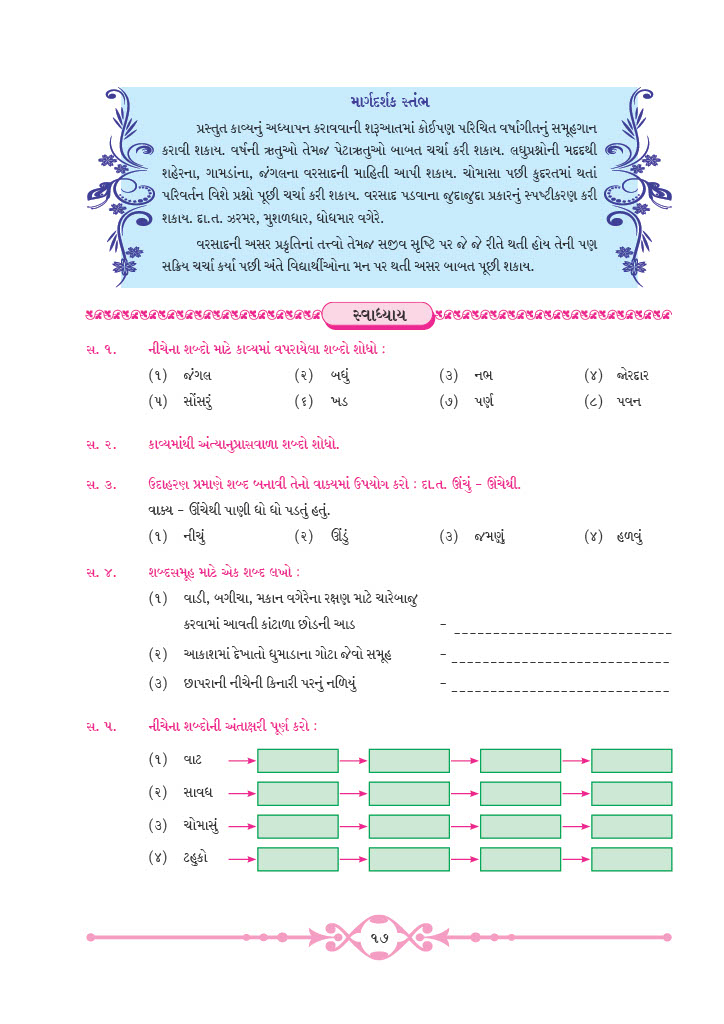 માર્ગદર્શક સ્તંભ
પ્રસ્તુત કાવ્યનું અધ્યાપન કરાવવાની શરૂઆતમાં કોઈપણ પરિચિત વર્ષાગીતનું સમૂહગાન
કરાવી શકાય. વર્ષની ઋતુઓ તેમજ પેટાઋતુઓ બાબત ચર્ચા કરી શકાય. લઘુપ્રશ્નોની મદદથી
શહેરના, ગામડાંના, જંગલના વરસાદની માહિતી આપી શકાય. ચોમાસા પછી કુદરતમાં થતાં
પરિવર્તન વિશે પ્રશ્નો પૂછી ચર્ચા કરી શકાય. વરસાદ પડવાના જુદાજુદા પ્રકારનું સ્પષ્ટીકરણ કરી
શકાય. દા.ત. ઝરમર, મુશળધાર, ધોધમાર વગેરે.
વરસાદની અસર પ્રકૃતિનાં તત્ત્વો તેમજ સજીવ સૃષ્ટિ પર જે જે રીતે થતી હોય તેની પણ
સક્રિય ચર્ચા કર્યા પછી અંતે વિદ્યાર્થીઓના મન પર થતી અસર બાબત પૂછી શકાય.
સ્વાધ્યાય
સ. ૧. નીચેના શબ્દો માટે કાવ્યમાં વપરાયેલા શબ્દો શોધો :
(૧) જંગલ (૨) બધું (૩) નભ (૪) જોરદાર
(૫) સોંસરું (૬) ખડ (૭) પર્ણ (૮) પવન
સ. ૨. કાવ્યમાંથી અંત્યાનુપ્રાસવાળા શબ્દો શોધો.
સ. ૩. ઉદાહરણ પ્રમાણે શબ્દ બનાવી તેનો વાક્યમાં ઉપયોગ કરો : દા.ત. ઊંચું - ઊંચેથી.
વાક્ય - ઊંચેથી પાણી ધો ધો પડતું હતું.
(૧) નીચું (૨) ઊંડું (૩) જમણું (૪) હળવું
સ. ૪. શબ્દસમૂહ માટે એક શબ્દ લખો :
(૧) વાડી, બગીચા, મકાન વગેરેના રક્ષણ માટે ચારેબાજુ
કરવામાં આવતી કાંટાળા છોડની આડ - ____________________________
(૨) આકાશમાં દેખાતો ધુમાડાના ગોટા જેવો સમૂહ - ____________________________
(૩) છાપરાની નીચેની કિનારી પરનું નળિયું - ____________________________
સ. ૫. નીચેના શબ્દોની અંતાક્ષરી પૂર્ણ કરો :
(૧) વાટ
(૨) સાવધ
(૩) ચોમાસું
(૪) ટહુકો
૧૭